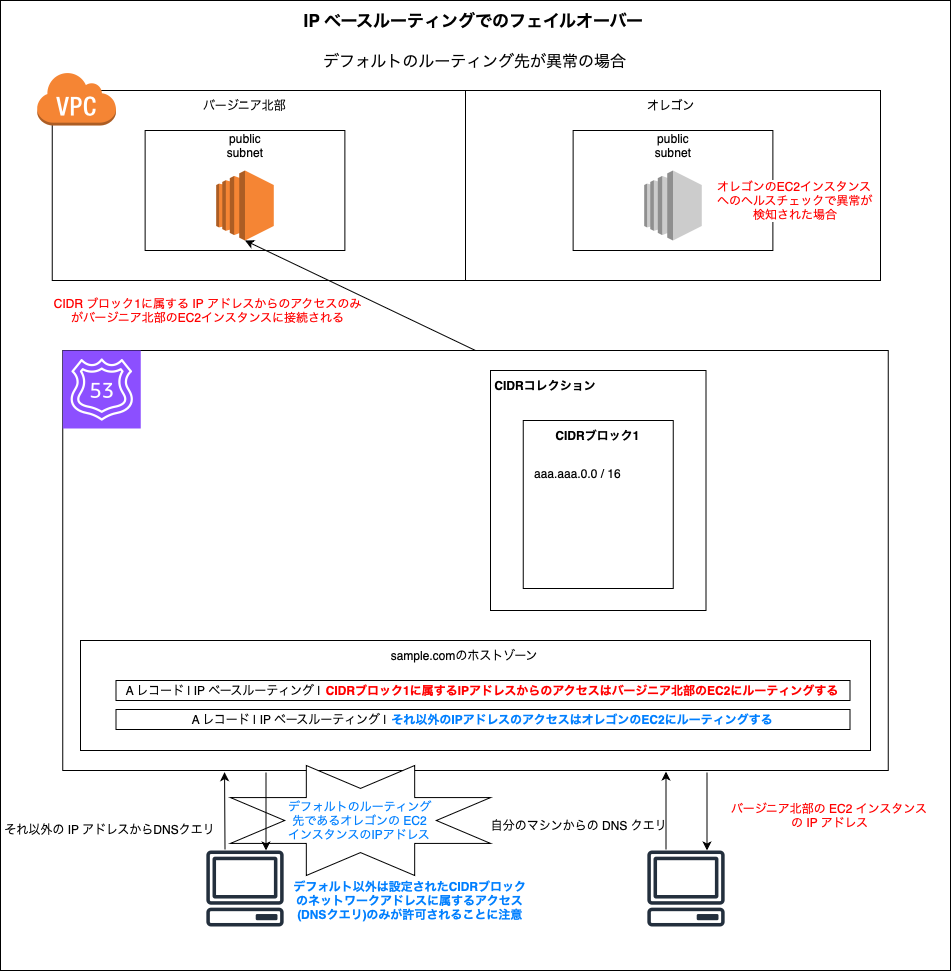 IP ベースルーティングでのフェイルオーバー
デフォルトのルーティング先が異常の場合
VPC
バージニア北部
オレゴン
public
subnet
public
subnet
オレゴンのEC2インスタンス
へのヘルスチェックで異常が
検知された場合
CIDR ブロック1に属する IP アドレスからのアクセスのみ
がバージニア北部のEC2インスタンスに接続される
53
CIDRコレクション
CIDRブロック1
aaa.aaa.0.0 / 16
sample.comのホストゾーン
A レコード | IP ベースルーティング | CIDRブロック1に属するIPアドレスからのアクセスはバージニア北部のEC2にルーティングする
A レコード | IP ベースルーティング | それ以外のIPアドレスのアクセスはオレゴンのEC2にルーティングする
それ以外の IP アドレスからDNSクエリ
デフォルトのルーティング
先であるオレゴンの EC2
インスタンスのIPアドレス
自分のマシンからの DNS クエリ
バージニア北部の EC2 インスタンス
の IP アドレス
デフォルト以外は設定されたCIDRブロック
のネットワークアドレスに属するアクセス
(DNSクエリ)のみが許可されることに注意